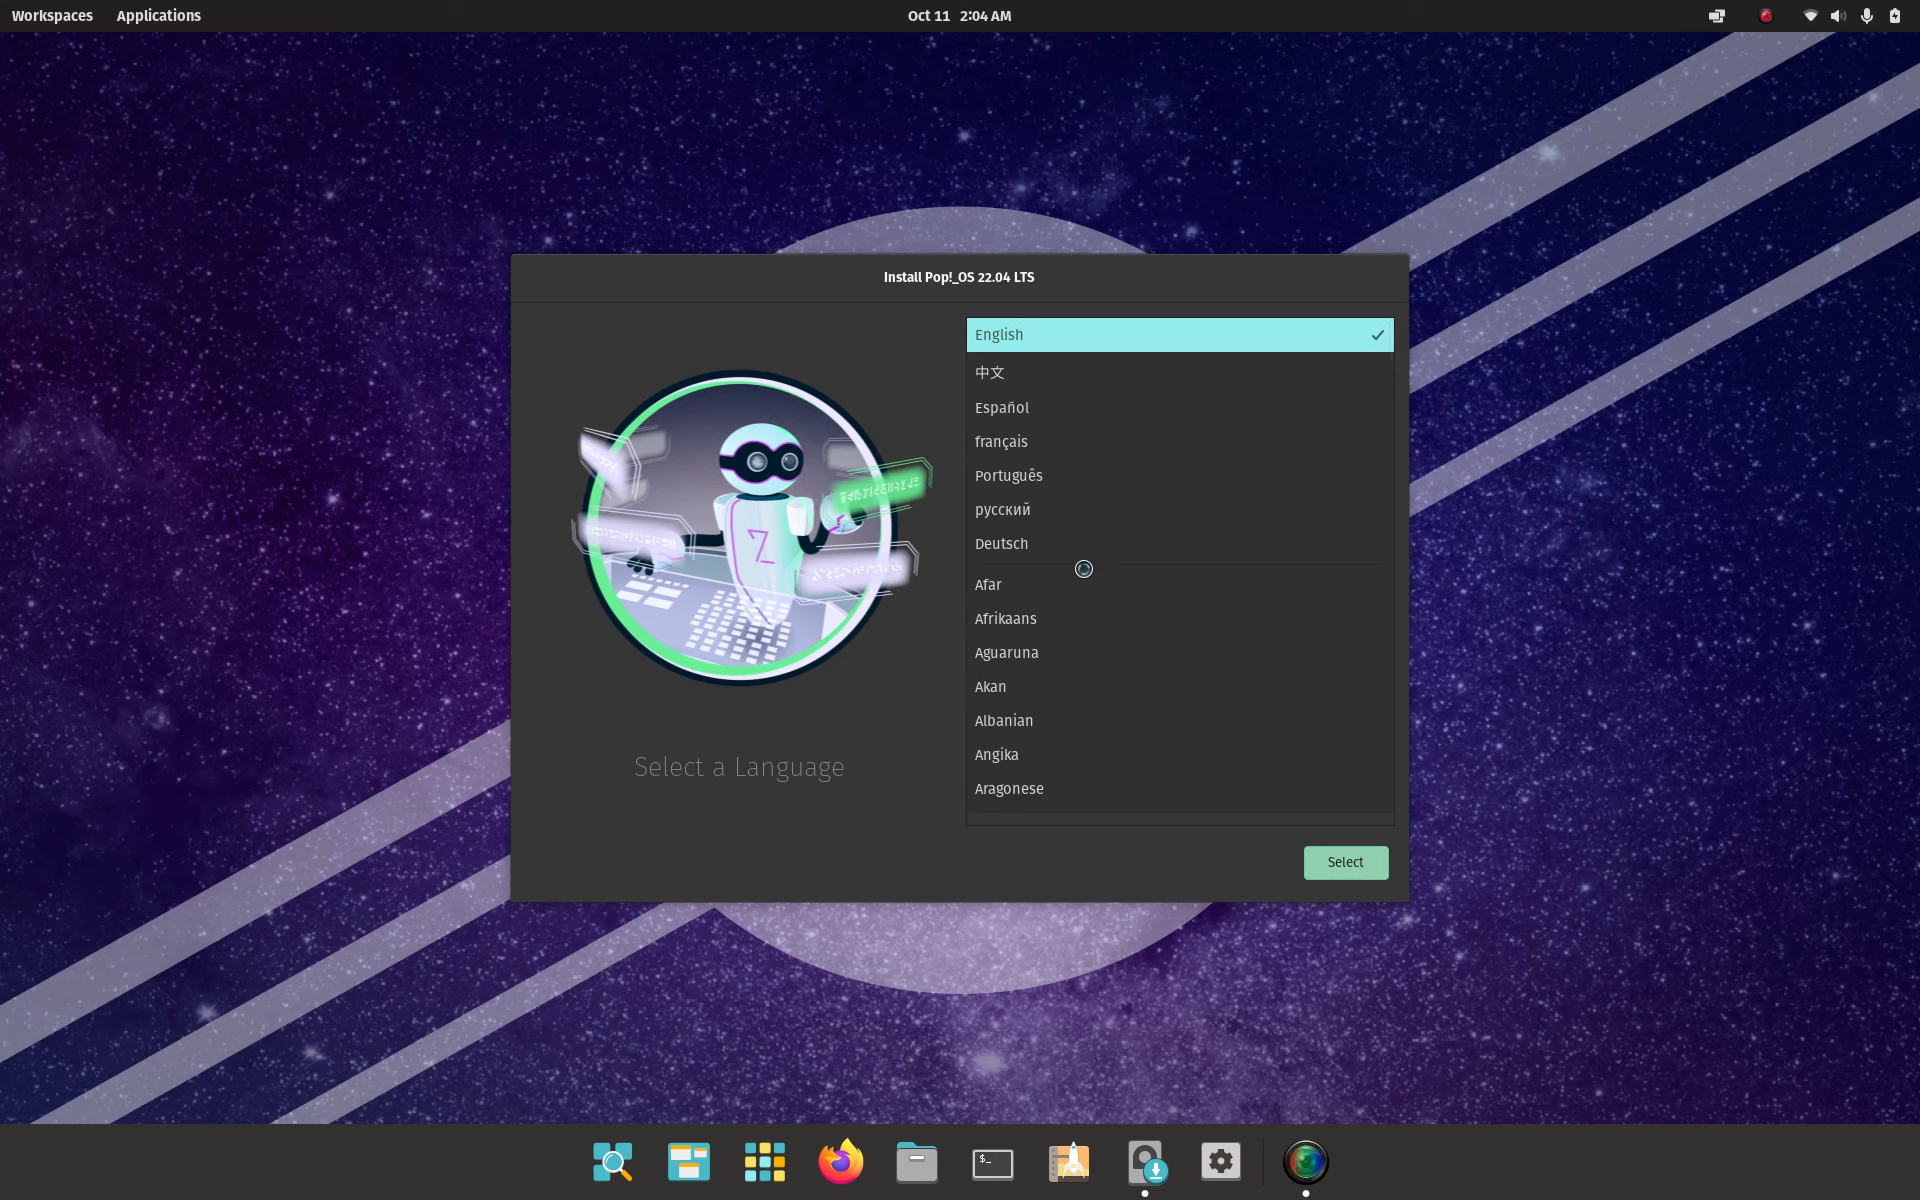 Workspaces Applications Oct 11 2:04 AM
Install Pop!_OS 22.04 LTS
English
中文
Español
français
Português
русский
Deutsch
Afar
Afrikaans
Aguaruna
Akan
Albanian
Angika
Aragonese
Select a Language
Select
$_